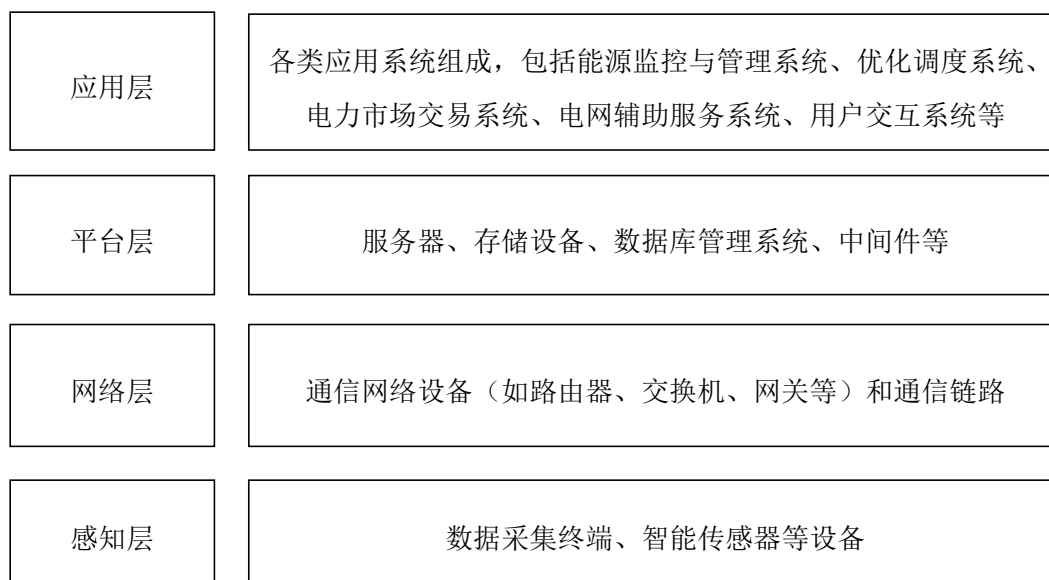 应用层
各类应用系统组成，包括能源监控与管理系统、优化调度系统、
电力市场交易系统、电网辅助服务系统、用户交互系统等
平台层
服务器、存储设备、数据库管理系统、中间件等
网络层
通信网络设备（如路由器、交换机、网关等）和通信链路
感知层
数据采集终端、智能传感器等设备